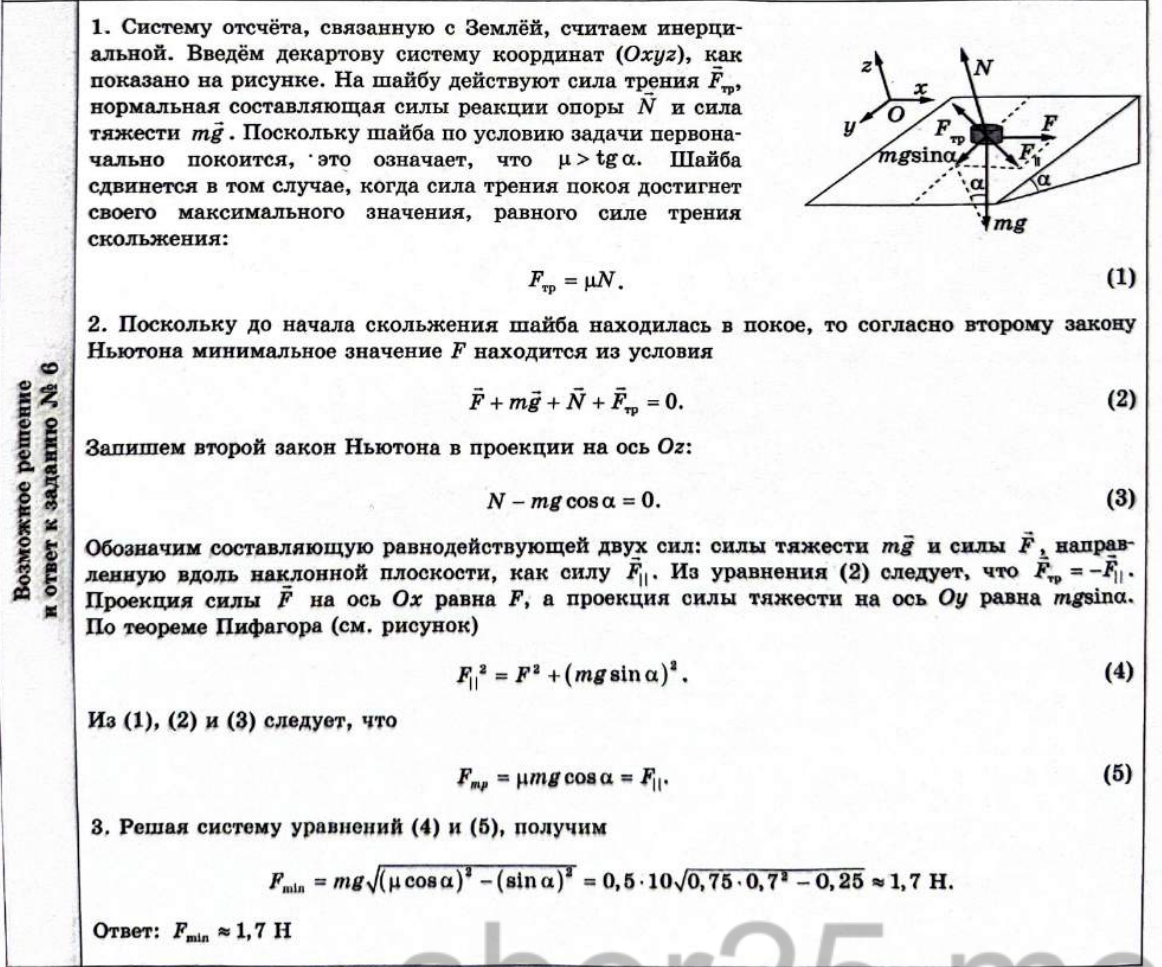 1. Систему отсчёта, связанную с Землёй, считаем инерци-
альной. Введём декартову систему координат (Oxyz), как
показано на рисунке. На шайбу действуют сила трения F⃗тр,
нормальная составляющая силы реакции опоры N⃗ и сила
тяжести mg⃗. Поскольку шайба по условию задачи первона-
чально покоится, это означает, что μ > tg α. Шайба
сдвинется в том случае, когда сила трения покоя достигнет
своего максимального значения, равного силе трения
скольжения:
z
N
x
O
y
Fтр
F
mgsinα
F||
α
α
mg
Fтр = μN. (1)
2. Поскольку до начала скольжения шайба находилась в покое, то согласно второму закону
Ньютона минимальное значение F находится из условия
F⃗ + mg⃗ + N⃗ + F⃗тр = 0. (2)
Запишем второй закон Ньютона в проекции на ось Oz:
N – mg cos α = 0. (3)
Обозначим составляющую равнодействующей двух сил: силы тяжести mg⃗ и силы F⃗, направ-
ленную вдоль наклонной плоскости, как силу F⃗||. Из уравнения (2) следует, что F⃗тр = –F⃗||.
Проекция силы F⃗ на ось Ox равна F, а проекция силы тяжести на ось Oy равна mgsinα.
По теореме Пифагора (см. рисунок)
F||² = F² + (mg sin α)². (4)
Из (1), (2) и (3) следует, что
Fтр = μmg cos α = F||. (5)
3. Решая систему уравнений (4) и (5), получим
Fmin = mg√((μ cos α)² – (sin α)²) = 0,5 · 10√(0,75 · 0,7² – 0,25) ≈ 1,7 Н.
Ответ: Fmin ≈ 1,7 Н
Возможное решение
и ответ к заданию № 6